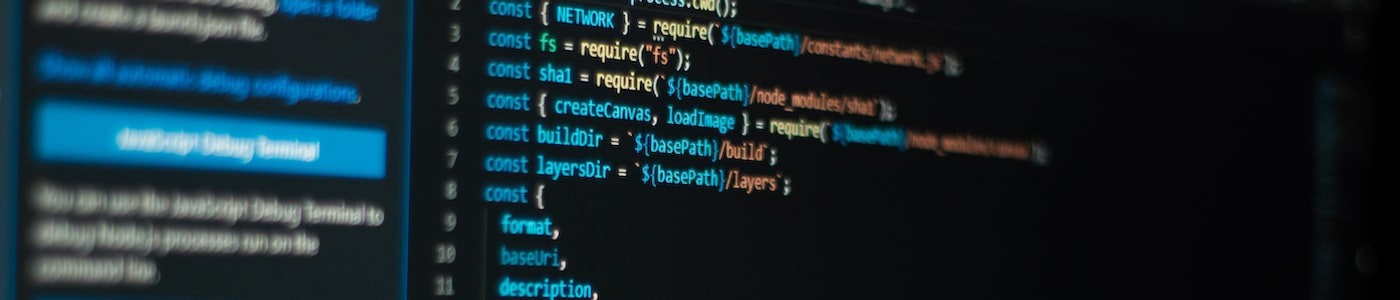 open a folder
and create a launch.json file.
Show all automatic debug configurations.
JavaScript Debug Terminal
You can use the JavaScript Debug Terminal to
debug Node.js processes run on the
command line.
process.cwd();
2 const { NETWORK } = require(`${basePath}/constants/network.js`);
3 const fs = require("fs");
4 const sha1 = require(`${basePath}/node_modules/sha1`);
5 const { createCanvas, loadImage } = require(`${basePath}/node_modules/canvas`);
6 const buildDir = `${basePath}/build`;
7 const layersDir = `${basePath}/layers`;
8 const {
9 format,
10 baseUri,
11 description,